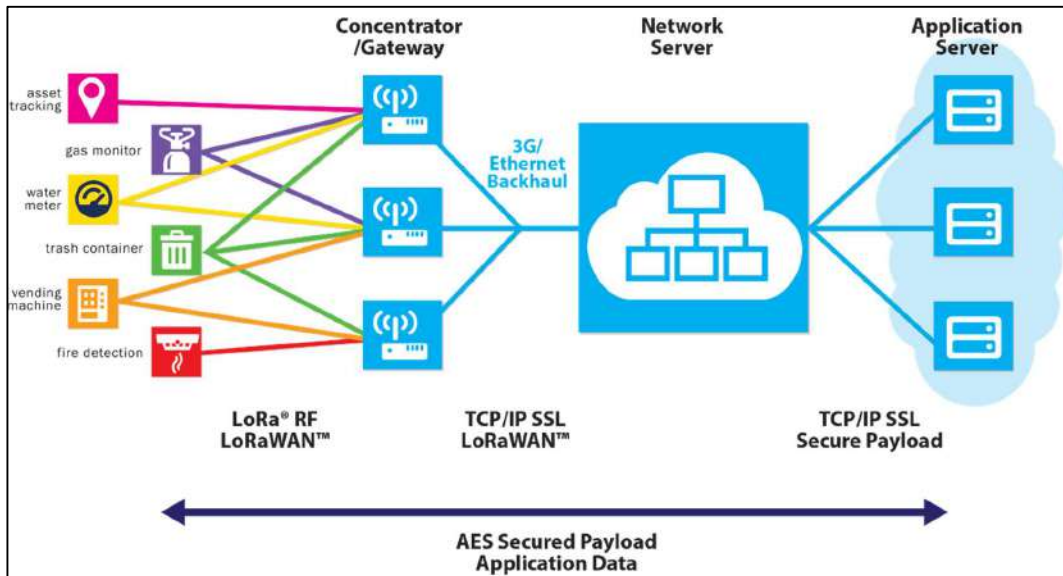 Concentrator
/Gateway
Network
Server
Application
Server
asset
tracking
gas monitor
water
meter
trash container
vending
machine
fire detection
3G/
Ethernet
Backhaul
LoRa® RF
LoRaWAN™
TCP/IP SSL
LoRaWAN™
TCP/IP SSL
Secure Payload
AES Secured Payload
Application Data